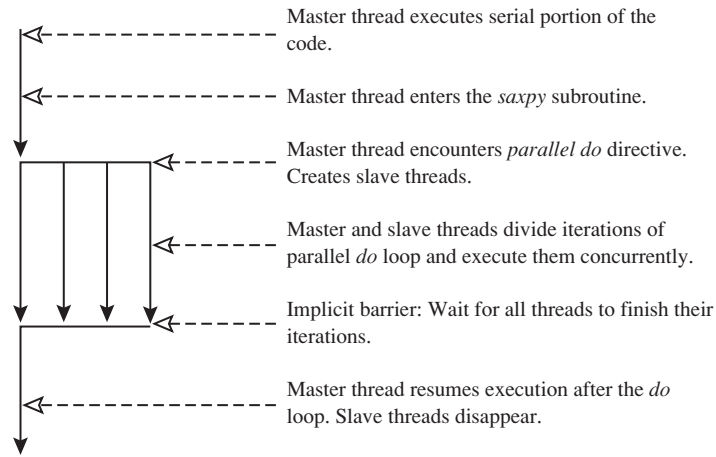 Master thread executes serial portion of the
code.
Master thread enters the saxpy subroutine.
Master thread encounters parallel do directive.
Creates slave threads.
Master and slave threads divide iterations of
parallel do loop and execute them concurrently.
Implicit barrier: Wait for all threads to finish their
iterations.
Master thread resumes execution after the do
loop. Slave threads disappear.